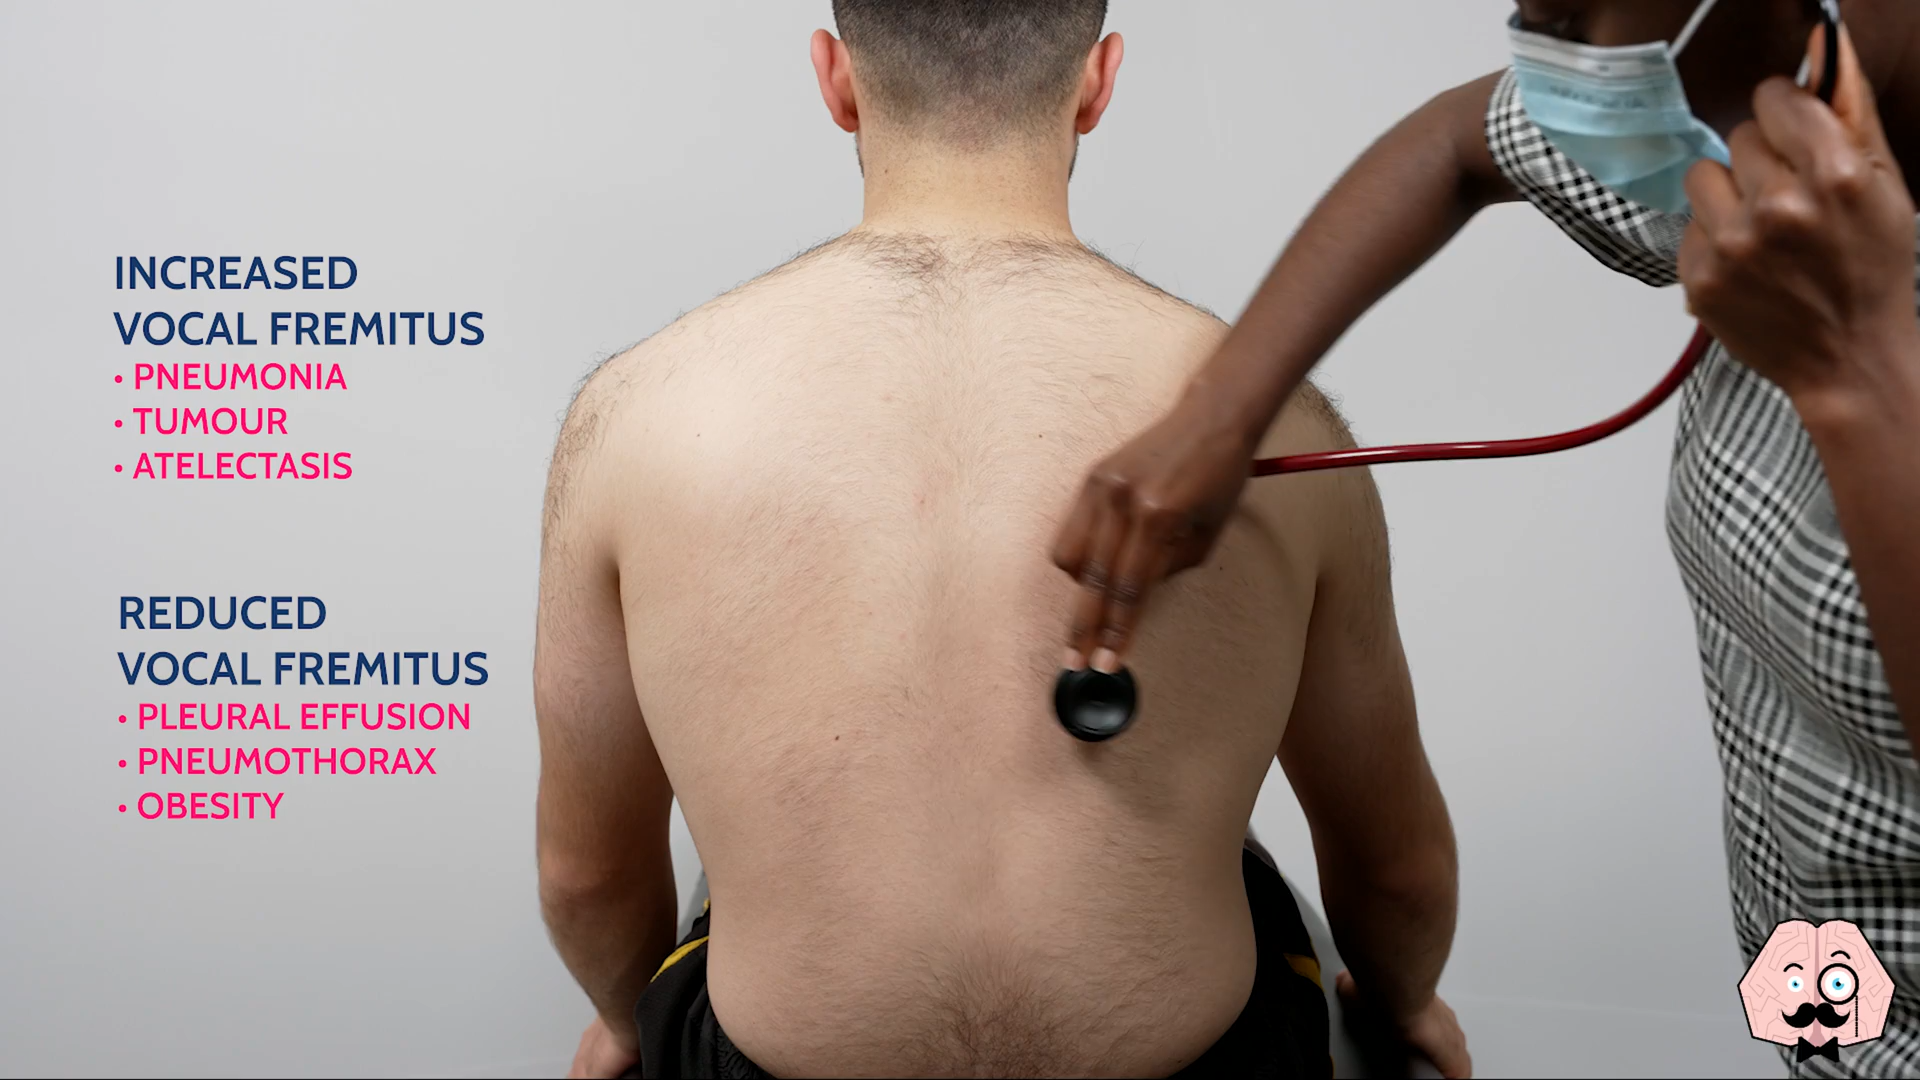 INCREASED
VOCAL FREMITUS
• PNEUMONIA
• TUMOUR
• ATELECTASIS
REDUCED
VOCAL FREMITUS
• PLEURAL EFFUSION
• PNEUMOTHORAX
• OBESITY